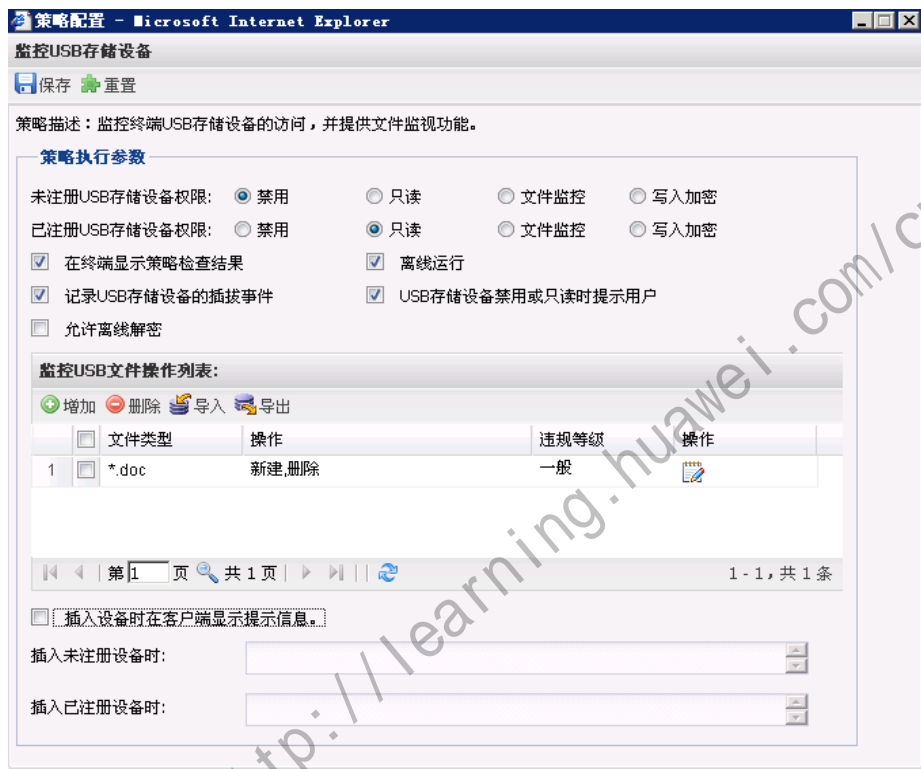 策略配置 - Microsoft Internet Explorer
监控USB存储设备
保存 重置
策略描述：监控终端USB存储设备的访问，并提供文件监视功能。
策略执行参数
未注册USB存储设备权限: 禁用 只读 文件监控 写入加密
已注册USB存储设备权限: 禁用 只读 文件监控 写入加密
在终端显示策略检查结果 离线运行
记录USB存储设备的插拔事件 USB存储设备禁用或只读时提示用户
允许离线解密
监控USB文件操作列表:
增加 删除 导入 导出
文件类型 操作 违规等级 操作
1 *.doc 新建,删除 一般
第 1 页 共 1 页 1 - 1，共 1 条
插入设备时在客户端显示提示信息。
插入未注册设备时:
插入已注册设备时:
tp://learning.huawei.com/c